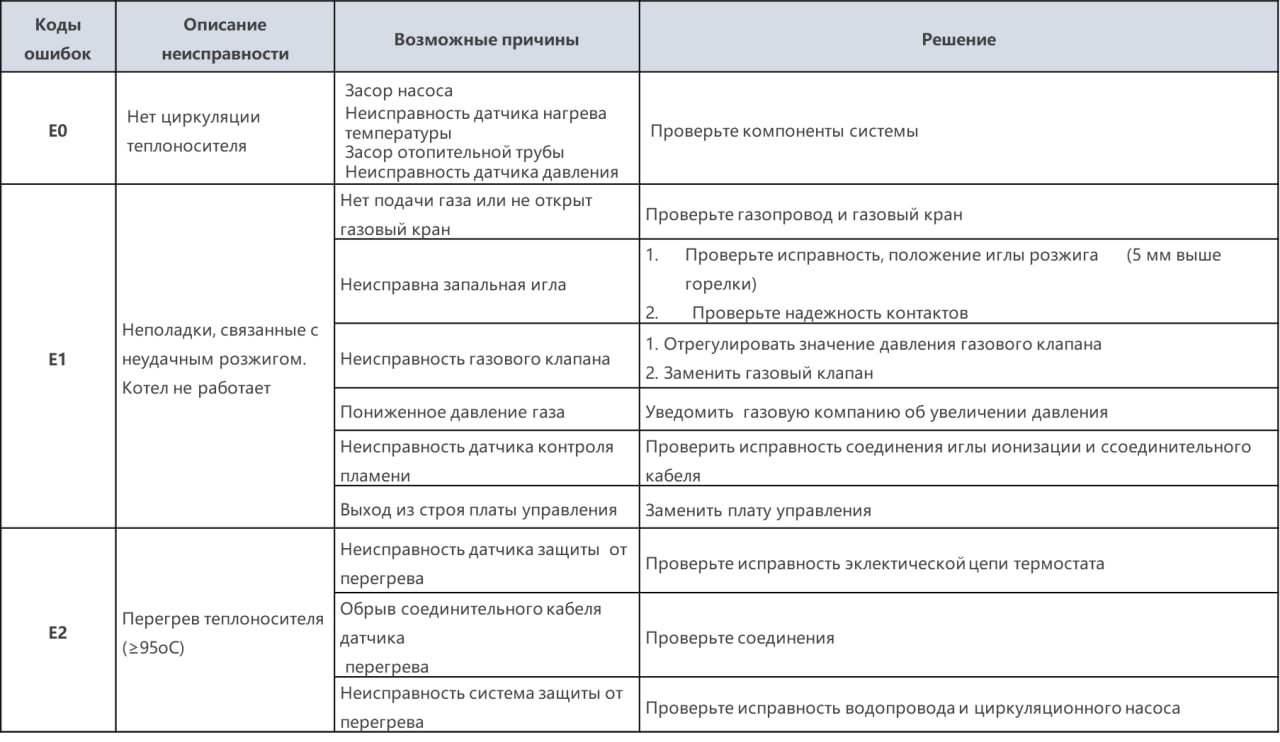 Коды
ошибок
Описание
неисправности
Возможные причины
Решение
E0
Нет циркуляции
теплоносителя
Засор насоса
Неисправность датчика нагрева
температуры
Засор отопительной трубы
Неисправность датчика давления
Проверьте компоненты системы
E1
Неполадки, связанные с
неудачным розжигом.
Котел не работает
Нет подачи газа или не открыт
газовый кран
Проверьте газопровод и газовый кран
Неисправна запальная игла
1. Проверьте исправность, положение иглы розжига (5 мм выше
горелки)
2. Проверьте надежность контактов
Неисправность газового клапана
1. Отрегулировать значение давления газового клапана
2. Заменить газовый клапан
Пониженное давление газа
Уведомить газовую компанию об увеличении давления
Неисправность датчика контроля
пламени
Проверить исправность соединения иглы ионизации и ссоединительного
кабеля
Выход из строя платы управления
Заменить плату управления
E2
Перегрев теплоносителя
(≥95oC)
Неисправность датчика защиты от
перегрева
Проверьте исправность эклектической цепи термостата
Обрыв соединительного кабеля
датчика
перегрева
Проверьте соединения
Неисправность система защиты от
перегрева
Проверьте исправность водопровода и циркуляционного насоса